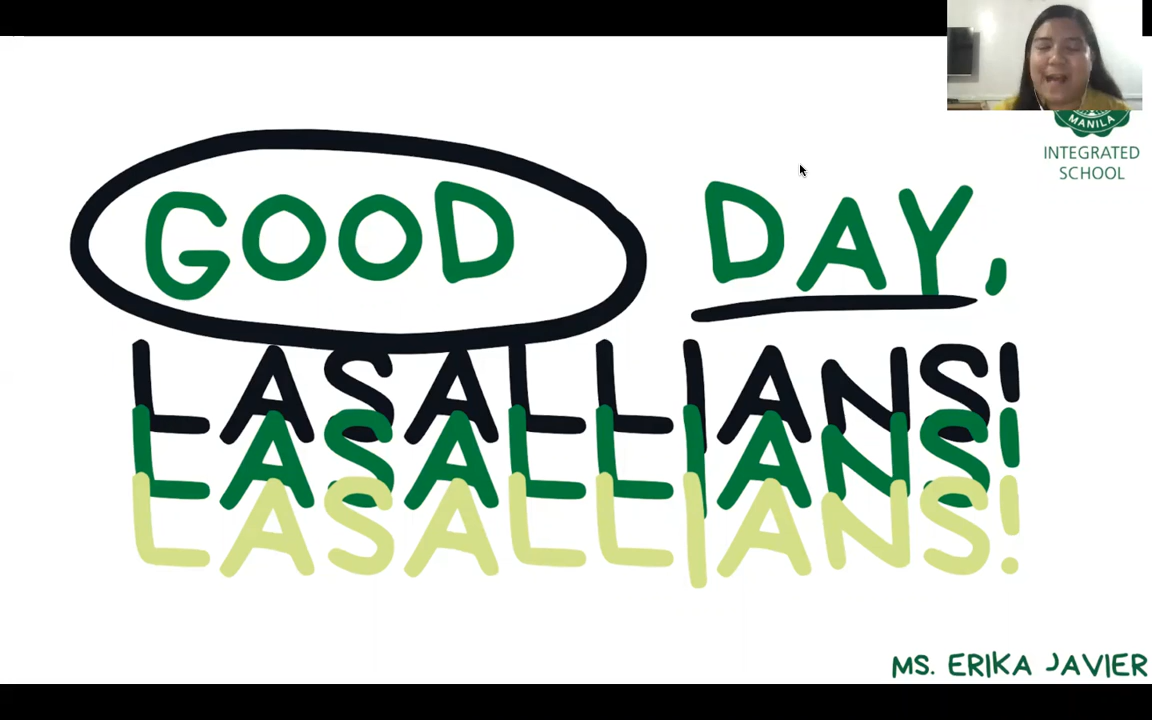 GOOD DAY,
LASALLIANS!
LASALLIANS!
LASALLIANS!
MANILA
INTEGRATED
SCHOOL
MS. ERIKA JAVIER